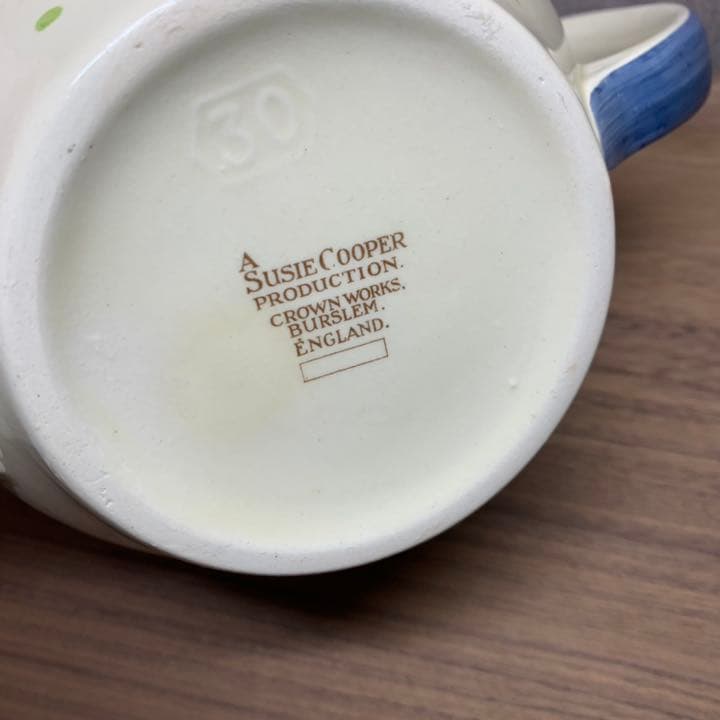 30
A
SUSIE COOPER
PRODUCTION.
CROWN WORKS.
BURSLEM.
ENGLAND.